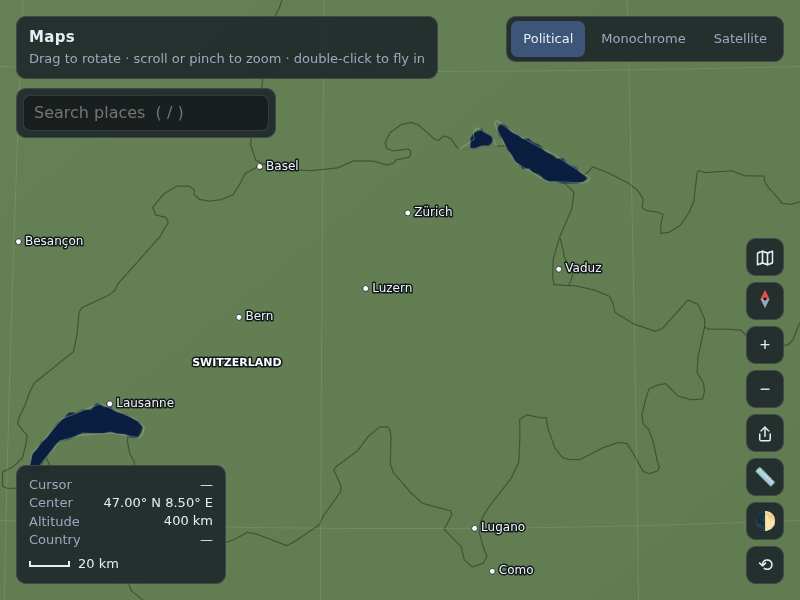 Maps
Drag to rotate · scroll or pinch to zoom · double-click to fly in
Political Monochrome Satellite
Search places ( / )
Basel
Zürich
Besançon
Vaduz
Luzern
Bern
SWITZERLAND
Lausanne
+
−
Cursor —
Center 47.00° N 8.50° E
Altitude 400 km
Country —
20 km
Lugano
Como